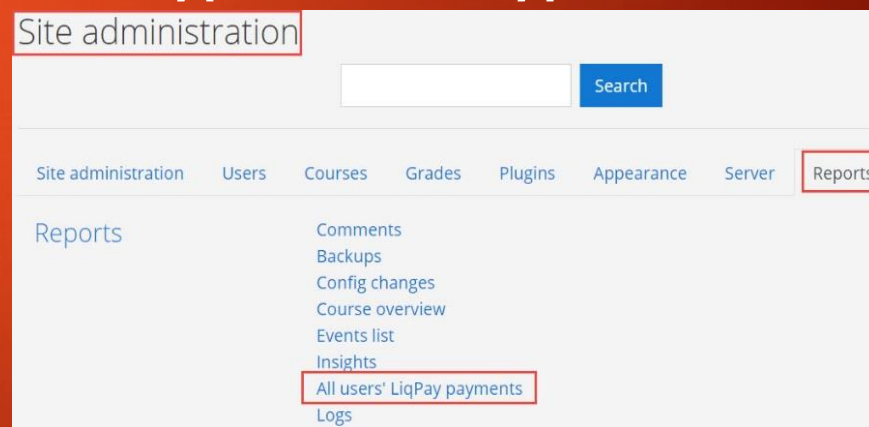 Site administration
Search
Site administration Users Courses Grades Plugins Appearance Server Reports
Reports
Comments
Backups
Config changes
Course overview
Events list
Insights
All users' LiqPay payments
Logs